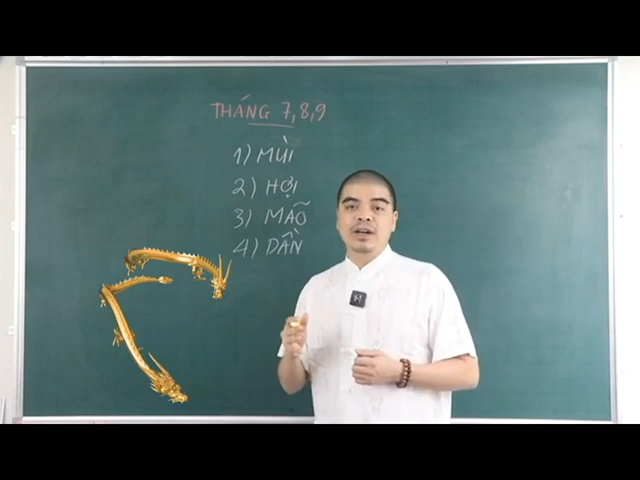 THÁNG 7,8,9
1) MÙI
2) HỢI
3) MÃO
4) DẦN